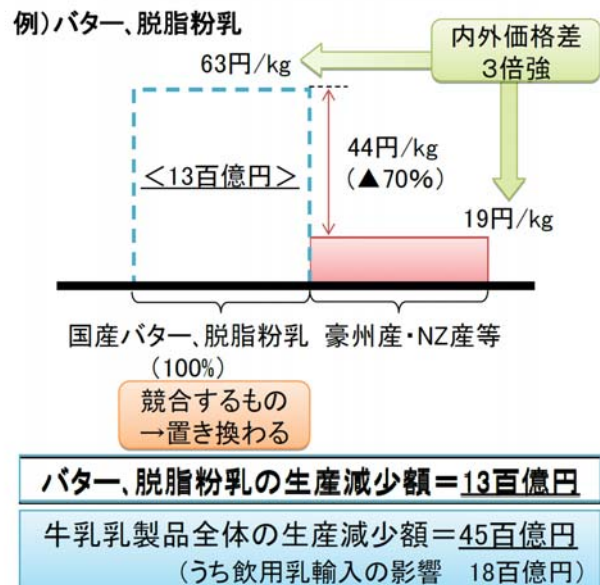 例)バター、脱脂粉乳
63円/kg
内外価格差
3倍強
<13百億円>
44円/kg
(▲70%)
19円/kg
国産バター、脱脂粉乳
(100%)
豪州産・NZ産等
競合するもの
→置き換わる
バター、脱脂粉乳の生産減少額=13百億円
牛乳乳製品全体の生産減少額=45百億円
(うち飲用乳輸入の影響 18百億円)